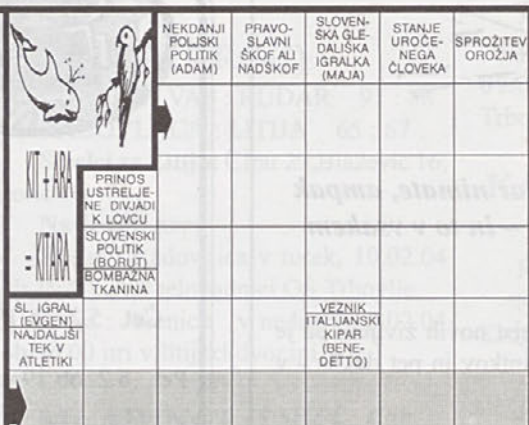 NEKDANJI
POLJSKI
POLITIK
(ADAM)
PRAVO-
SLAVNI
ŠKOF ALI
NADŠKOF
SLOVEN-
SKA GLE-
DALIŠKA
IGRALKA
(MAJA)
STANJE
UROČE-
NEGA
ČLOVEKA
SPROŽITEV
OROŽJA
KIT + ARA
= KITARA
PRINOS
USTRELJE-
NE DIVJADI
K LOVCU
SLOVENSKI
POLITIK
(BORUT)
BOMBAŽNA
TKANINA
SL. IGRAL.
(EVGEN)
NAJDALJŠI
TEK V
ATLETIKI
VEZNIK
ITALIJANSKI
KIPAR
(BENE-
DETTO)